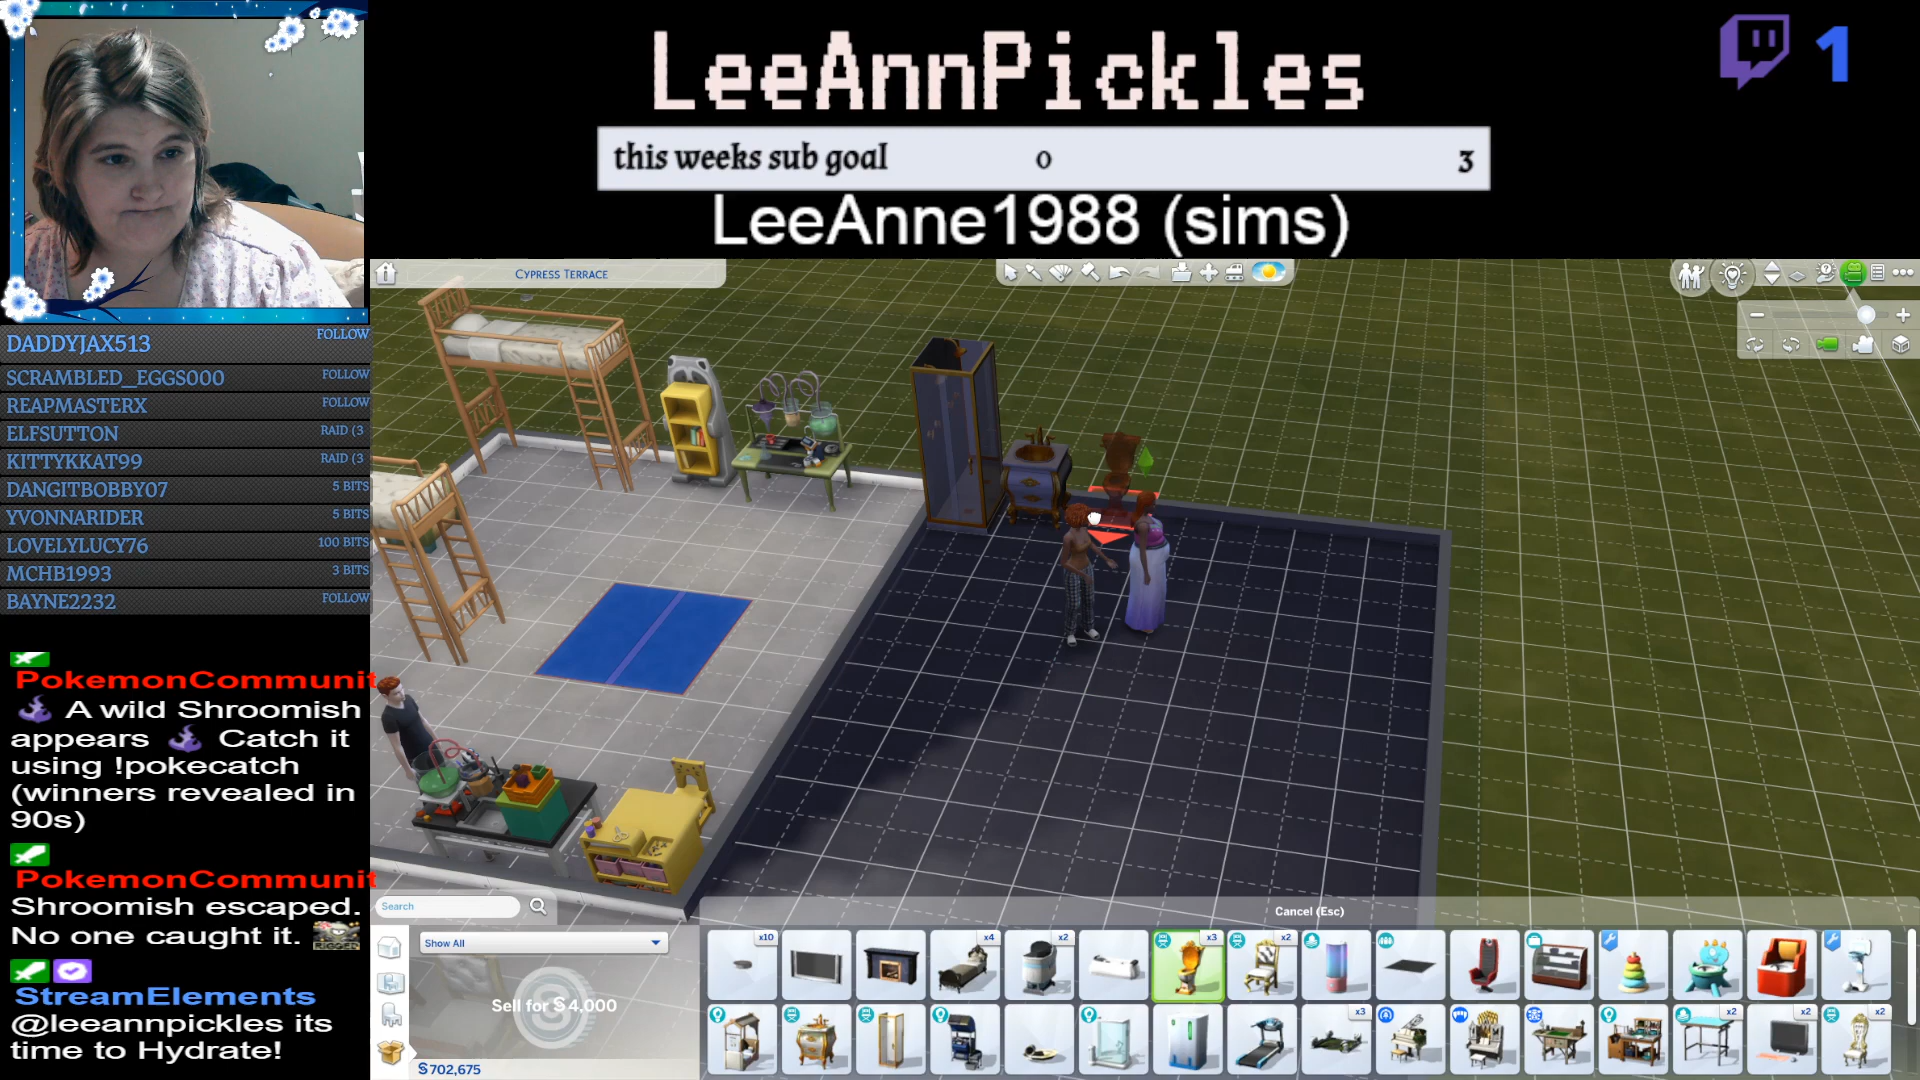 LeeAnnPickles
1
this weeks sub goal 0 3
LeeAnne1988 (sims)
DADDYJAX513 FOLLOW
SCRAMBLED_EGGS000 FOLLOW
REAPMASTERX FOLLOW
ELFSUTTON RAID (3
KITTYKKAT99 RAID (3
DANGITBOBBY07 5 BITS
YVONNARIDER 5 BITS
LOVELYLUCY76 100 BITS
MCHB1993 3 BITS
BAYNE2232 FOLLOW
PokemonCommunit
A wild Shroomish
appears Catch it
using !pokecatch
(winners revealed in
90s)
PokemonCommunit
Shroomish escaped.
No one caught it. RIGGED
StreamElements
@leeannpickles its
time to Hydrate!
CYPRESS TERRACE
Search
Cancel (Esc)
Show All
Sell for §4,000
§702,675
x10 x4 x2 x3 x2
x3 x2 x2 x2